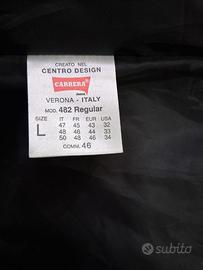 CREATO NEL
CENTRO DESIGN
CARRERA
Jeans
VERONA - ITALY
MOD. 482 Regular
SIZE IT FR EUR USA
L 47 45 43 32
48 46 44 33
50 48 46 34
COMM. 46
subito